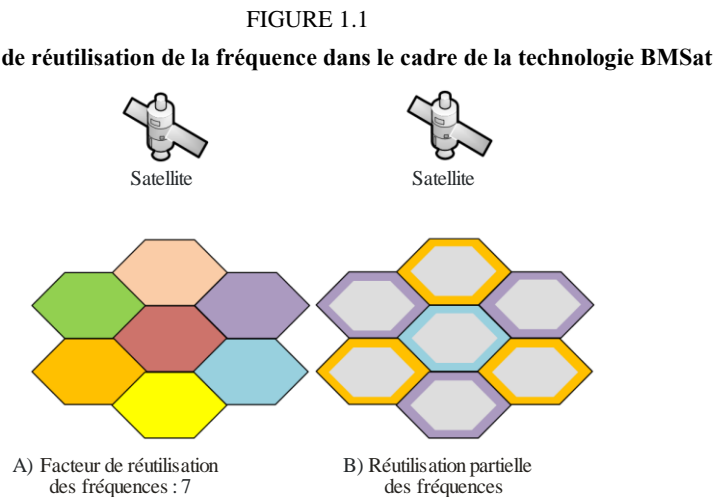 FIGURE 1.1
de réutilisation de la fréquence dans le cadre de la technologie BMSat
Satellite
Satellite
A) Facteur de réutilisation
des fréquences : 7
B) Réutilisation partielle
des fréquences